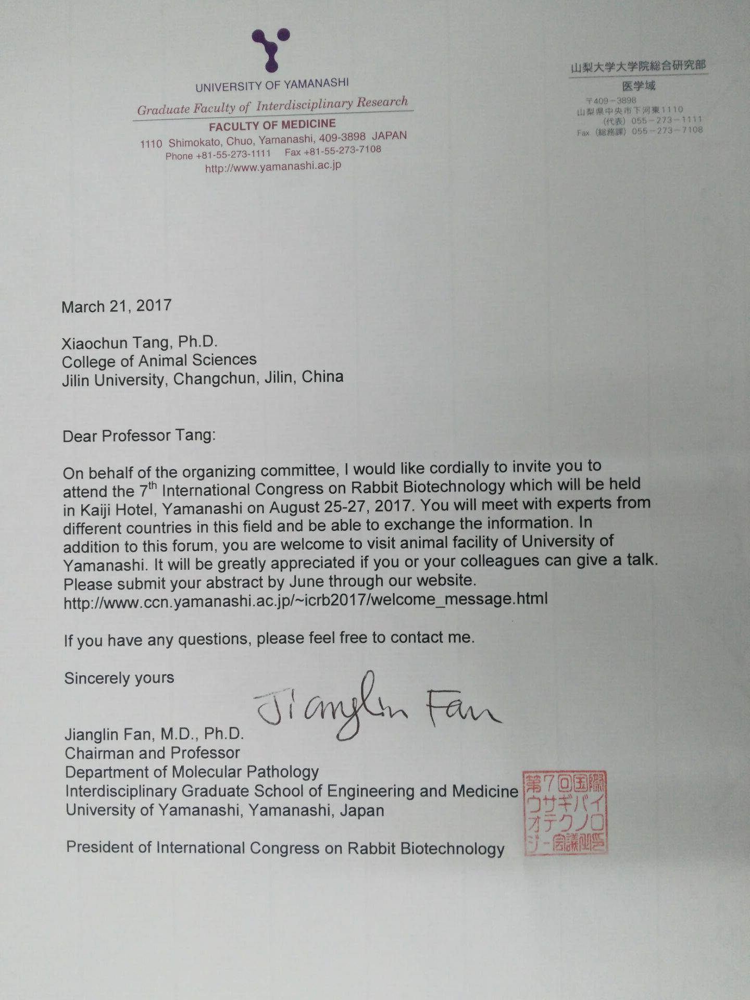 UNIVERSITY OF YAMANASHI
Graduate Faculty of Interdisciplinary Research
FACULTY OF MEDICINE
1110 Shimokato, Chuo, Yamanashi, 409-3898 JAPAN
Phone +81-55-273-1111 Fax +81-55-273-7108
http://www.yamanashi.ac.jp
山梨大学大学院総合研究部
医学域
〒409-3898
山梨県中央市下河東1110
(代表) 055-273-1111
Fax (総務課) 055-273-7108
March 21, 2017
Xiaochun Tang, Ph.D.
College of Animal Sciences
Jilin University, Changchun, Jilin, China
Dear Professor Tang:
On behalf of the organizing committee, I would like cordially to invite you to
attend the 7th International Congress on Rabbit Biotechnology which will be held
in Kaiji Hotel, Yamanashi on August 25-27, 2017. You will meet with experts from
different countries in this field and be able to exchange the information. In
addition to this forum, you are welcome to visit animal facility of University of
Yamanashi. It will be greatly appreciated if you or your colleagues can give a talk.
Please submit your abstract by June through our website.
http://www.ccn.yamanashi.ac.jp/~icrb2017/welcome_message.html
If you have any questions, please feel free to contact me.
Sincerely yours
Jianglin Fan
Jianglin Fan, M.D., Ph.D.
Chairman and Professor
Department of Molecular Pathology
Interdisciplinary Graduate School of Engineering and Medicine
University of Yamanashi, Yamanashi, Japan
President of International Congress on Rabbit Biotechnology
第7回国際
ウサギバイ
オテクノロ
ジー会議之印